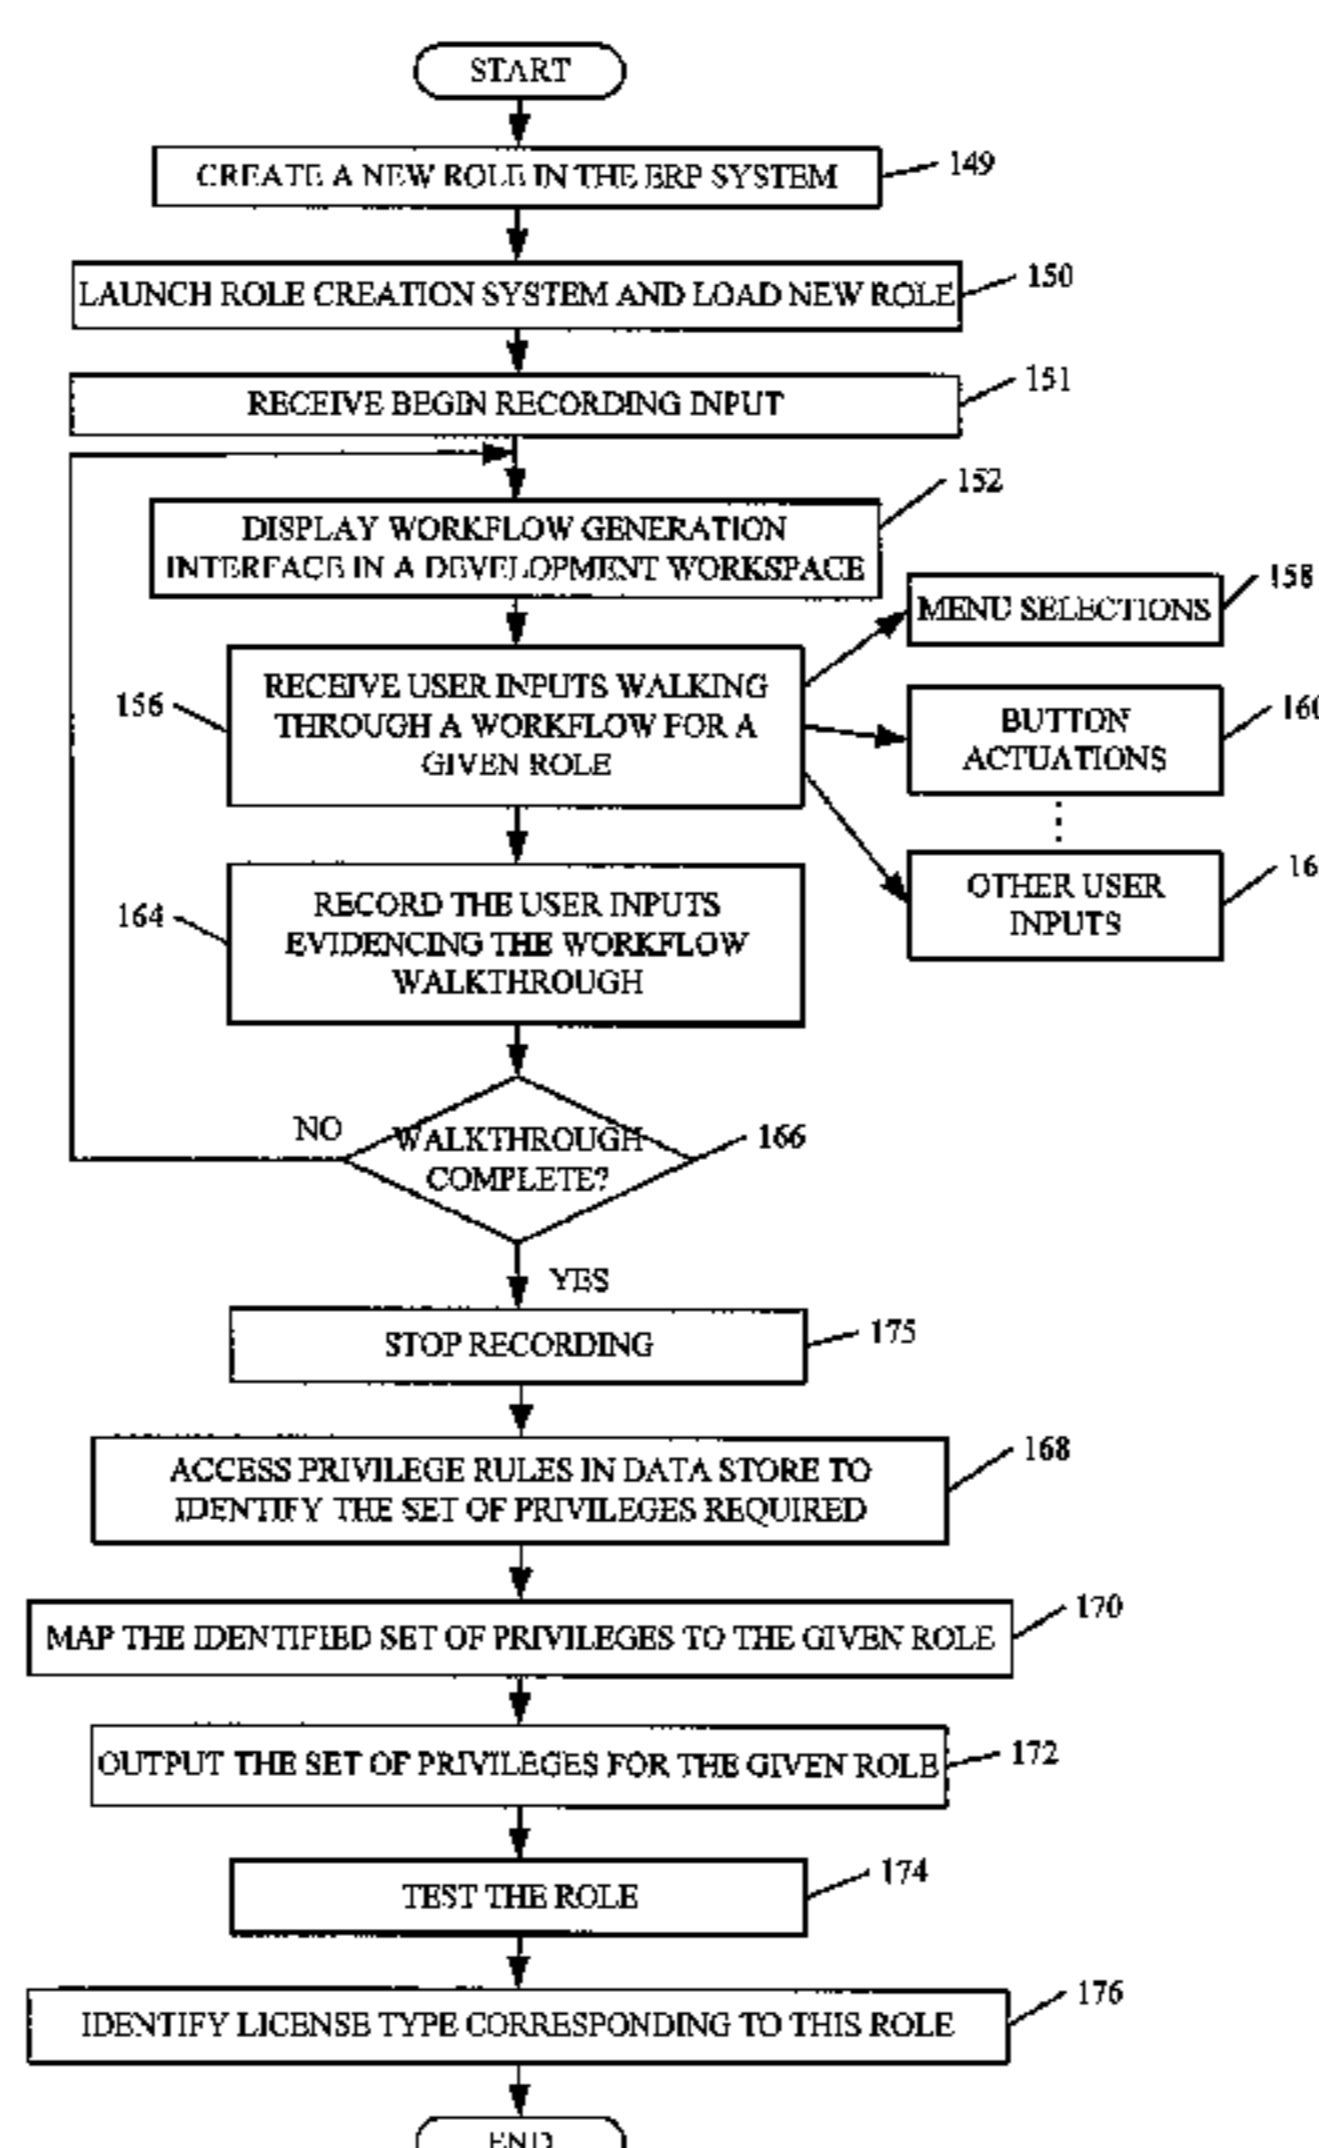 START
CREATE A NEW ROLE IN THE ERP SYSTEM
149
LAUNCH ROLE CREATION SYSTEM AND LOAD NEW ROLE
150
RECEIVE BEGIN RECORDING INPUT
151
152
DISPLAY WORKFLOW GENERATION
INTERFACE IN A DEVELOPMENT WORKSPACE
158
MENU SELECTIONS
156
RECEIVE USER INPUTS WALKING
THROUGH A WORKFLOW FOR A
GIVEN ROLE
160
BUTTON
ACTUATIONS
164
RECORD THE USER INPUTS
EVIDENCING THE WORKFLOW
WALKTHROUGH
OTHER USER
INPUTS
NO
WALKTHROUGH
COMPLETE?
166
YES
STOP RECORDING
175
ACCESS PRIVILEGE RULES IN DATA STORE TO
IDENTIFY THE SET OF PRIVILEGES REQUIRED
168
MAP THE IDENTIFIED SET OF PRIVILEGES TO THE GIVEN ROLE
170
OUTPUT THE SET OF PRIVILEGES FOR THE GIVEN ROLE
172
TEST THE ROLE
174
IDENTIFY LICENSE TYPE CORRESPONDING TO THIS ROLE
176
END